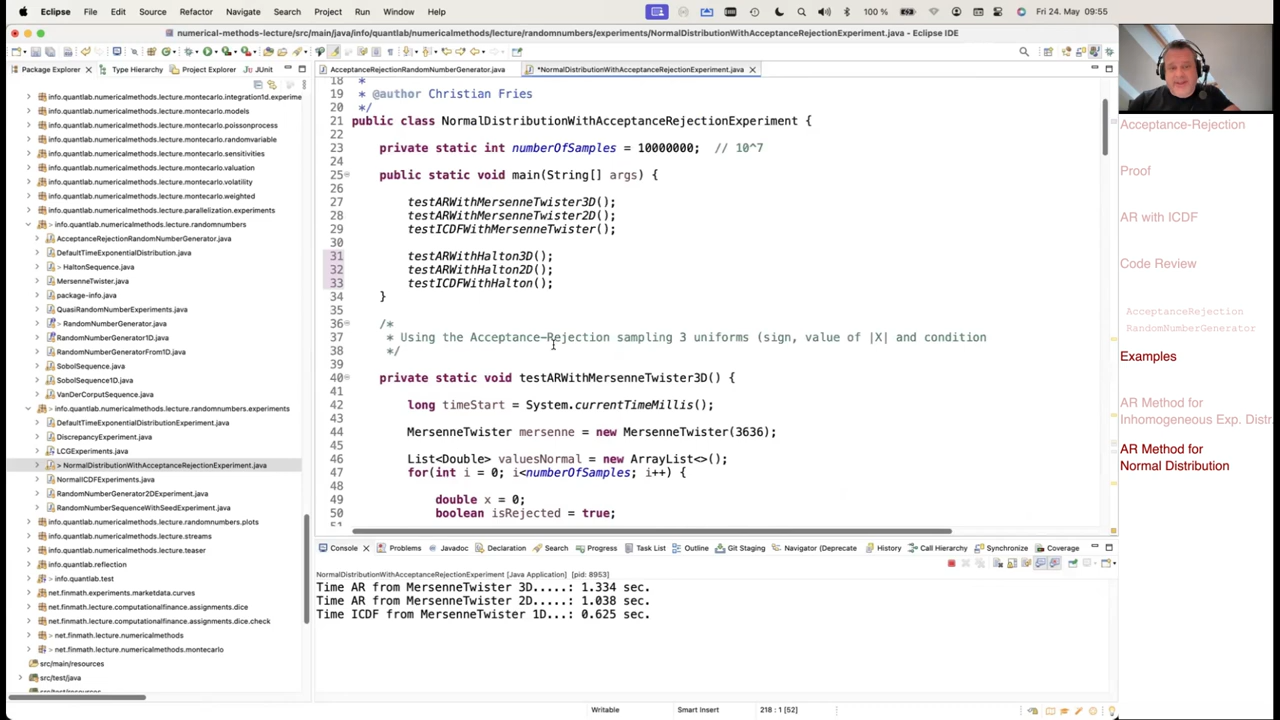 Eclipse File Edit Source Refactor Navigate Search Project Run Window Help 100 % Fri 24. May 09:55
numerical-methods-lecture/src/main/java/info/quantlab/numericalmethods/lecture/randomnumbers/experiments/NormalDistributionWithAcceptanceRejectionExperiment.java – Eclipse IDE
Package Explorer Type Hierarchy Project Explorer JUnit
info.quantlab.numericalmethods.lecture.montecarlo.integration1d.experime
info.quantlab.numericalmethods.lecture.montecarlo.models
info.quantlab.numericalmethods.lecture.montecarlo.poissonprocess
info.quantlab.numericalmethods.lecture.montecarlo.randomvariable
info.quantlab.numericalmethods.lecture.montecarlo.sensitivities
info.quantlab.numericalmethods.lecture.montecarlo.valuation
info.quantlab.numericalmethods.lecture.montecarlo.volatility
info.quantlab.numericalmethods.lecture.montecarlo.weighted
info.quantlab.numericalmethods.lecture.parallelization.experiments
> info.quantlab.numericalmethods.lecture.randomnumbers
AcceptanceRejectionRandomNumberGenerator.java
DefaultTimeExponentialDistribution.java
> HaltonSequence.java
MersenneTwister.java
package-info.java
QuasiRandomNumberExperiments.java
> RandomNumberGenerator.java
RandomNumberGenerator1D.java
RandomNumberGeneratorFrom1D.java
SobolSequence.java
SobolSequence1D.java
VanDerCorputSequence.java
> info.quantlab.numericalmethods.lecture.randomnumbers.experiments
DefaultTimeExponentialDistributionExperiment.java
DiscrepancyExperiment.java
LCGExperiments.java
> NormalDistributionWithAcceptanceRejectionExperiment.java
NormalICDFExperiments.java
RandomNumberGenerator2DExperiment.java
RandomNumberSequenceWithSeedExperiment.java
info.quantlab.numericalmethods.lecture.randomnumbers.plots
info.quantlab.numericalmethods.lecture.streams
info.quantlab.numericalmethods.lecture.teaser
info.quantlab.reflection
> info.quantlab.test
net.finmath.experiments.marketdata.curves
net.finmath.lecture.computationalfinance.assignments.dice
net.finmath.lecture.computationalfinance.assignments.dice.check
> net.finmath.lecture.numericalmethods
> net.finmath.lecture.numericalmethods.montecarlo
src/main/resources
src/test/java
src/test/resources
AcceptanceRejectionRandomNumberGenerator.java *NormalDistributionWithAcceptanceRejectionExperiment.java
18 *
19 * @author Christian Fries
20 */
21 public class NormalDistributionWithAcceptanceRejectionExperiment {
22
23 private static int numberOfSamples = 10000000; // 10^7
24
25 public static void main(String[] args) {
26
27 testARWithMersenneTwister3D();
28 testARWithMersenneTwister2D();
29 testICDFWithMersenneTwister();
30
31 testARWithHalton3D();
32 testARWithHalton2D();
33 testICDFWithHalton();
34 }
35
36 /*
37 * Using the Acceptance-Rejection sampling 3 uniforms (sign, value of |X| and condition
38 */
39
40 private static void testARWithMersenneTwister3D() {
41
42 long timeStart = System.currentTimeMillis();
43
44 MersenneTwister mersenne = new MersenneTwister(3636);
45
46 List<Double> valuesNormal = new ArrayList<>();
47 for(int i = 0; i<numberOfSamples; i++) {
48
49 double x = 0;
50 boolean isRejected = true;
51
Console Problems Javadoc Declaration Search Progress Task List Outline Git Staging Navigator (Deprecate History Call Hierarchy Synchronize Coverage
NormalDistributionWithAcceptanceRejectionExperiment [Java Application] [pid: 8953]
Time AR from MersenneTwister 3D.....: 1.334 sec.
Time AR from MersenneTwister 2D.....: 1.038 sec.
Time ICDF from MersenneTwister 1D...: 0.625 sec.
Writable Smart Insert 218 : 1 [52]
Acceptance-Rejection
Proof
AR with ICDF
Code Review
AcceptanceRejection
RandomNumberGenerator
Examples
AR Method for
Inhomogeneous Exp. Distr.
AR Method for
Normal Distribution